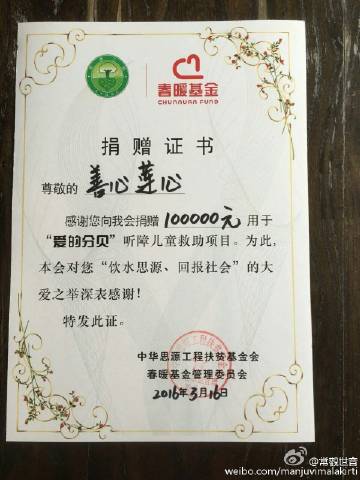 春暖基金
CHUNNUAN FUND
捐赠证书
尊敬的 善心莲心
感谢您向我会捐赠 100000元 用于
“爱的分贝”听障儿童救助项目。为此，
本会对您“饮水思源、回报社会”的大
爱之举深表感谢！
特发此证。
中华思源工程扶贫基金会
春暖基金管理委员会
2016年3月16日
weibo.com/manjuvimalakirti